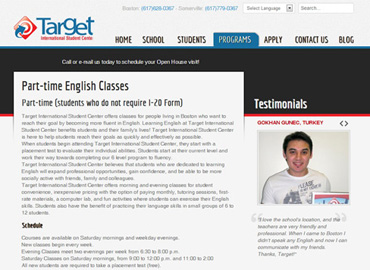 Boston: (617)828-0367 - Somerville: (617)779-0367
Select Language
Search...
Target
International Student Center
HOME SCHOOL STUDENTS PROGRAMS APPLY CONTACT US BLOG
Call or e-mail us today to schedule your Open House visit!
Part-time English Classes
Part-time (students who do not require I-20 Form)
Target International Student Center offers classes for people living in Boston who want to
reach their goal by becoming more fluent in English. Learning English at Target International
Student Center benefits students and their family's lives! Target International Student Center
is here to help students reach their goals as quickly and effectively as possible.
When students begin attending Target International Student Center, they start with a
placement test to evaluate their individual abilities. Students start at their current level and
work their way towards completing our 6 level program to fluency.
Target International Student Center believes that students who are dedicated to learning
English will expand professional opportunities, gain confidence, and be able to be more
socially active with friends, family and colleagues.
Target International Student Center offers morning and evening classes for student
convenience, inexpensive pricing with the option of paying monthly, tutoring sessions, first-
rate materials, a computer lab, and fun activities where students can exercise their English
skills. Students also have the benefit of practicing their language skills in small groups of 6 to
12 students.
Schedule
Courses are available on Saturday mornings and weekday evenings.
New classes begin every week.
Evening Classes meet two evenings per week from 6:30 to 8:00 p.m.
Saturday Classes on Saturday mornings, from 9:00 to 12:00 p.m. and 11:00 to 2:00
All new students are required to take a placement test (free).
Testimonials
GOKHAN GUNEC, TURKEY
"I love the school's location, and the
teachers are very friendly and
professional. When I came to Boston I
didn't speak any English and now I can
communicate with my friends.
Thanks, Target!"